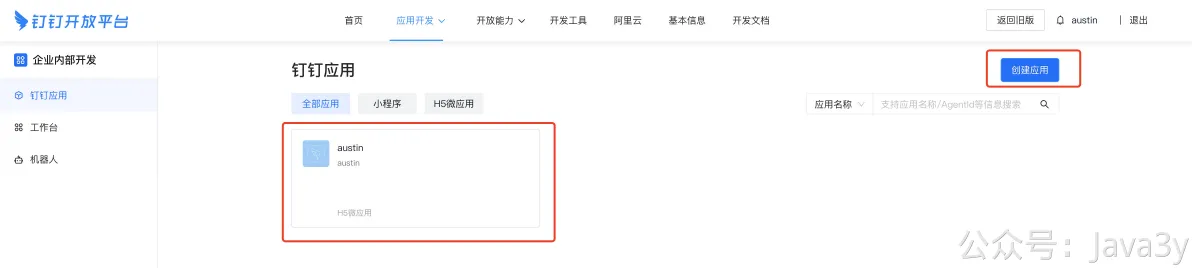 钉钉开放平台 首页 应用开发 开放能力 开发工具 阿里云 基本信息 开发文档 返回旧版 austin 退出
企业内部开发
钉钉应用
工作台
机器人
钉钉应用 创建应用
全部应用 小程序 H5微应用 应用名称 支持应用名称/AgentId等信息搜索
austin
austin
H5微应用
公众号：Java3y